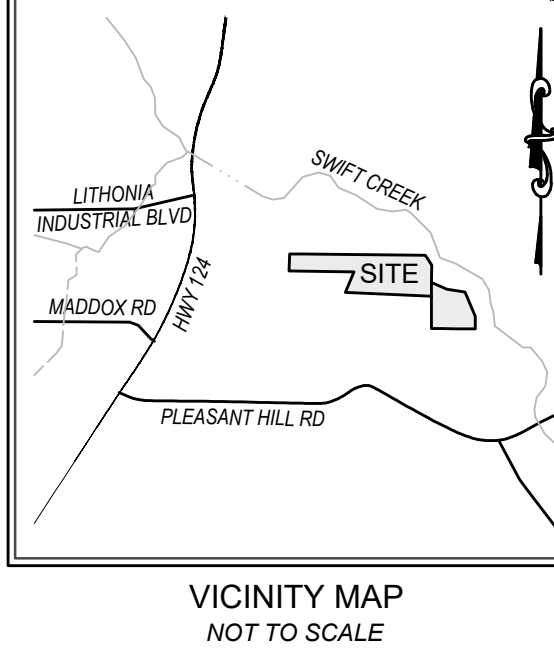 SWIFT CREEK
LITHONIA
INDUSTRIAL BLVD
SITE
HWY 124
MADDOX RD
PLEASANT HILL RD
VICINITY MAP
NOT TO SCALE